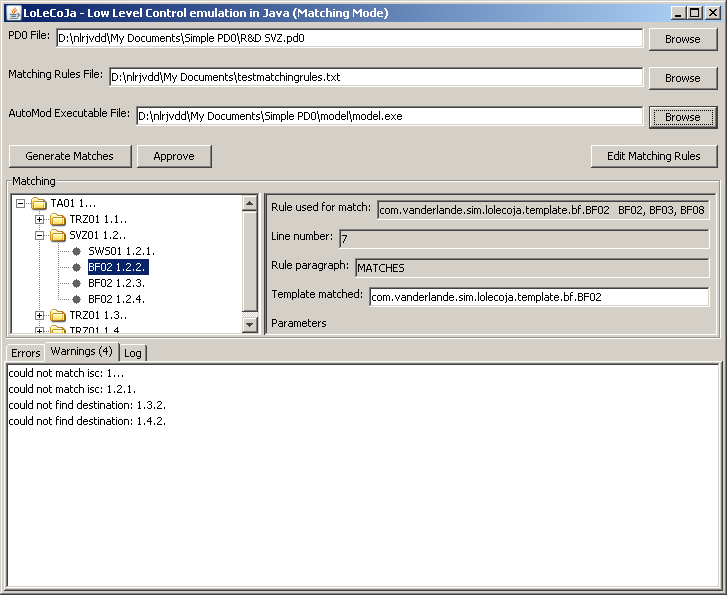 LoLeCoJa - Low Level Control emulation in Java (Matching Mode)
PD0 File: D:\nlrjvdd\My Documents\Simple PD0\R&D SVZ.pd0 Browse
Matching Rules File: D:\nlrjvdd\My Documents\testmatchingrules.txt Browse
AutoMod Executable File: D:\nlrjvdd\My Documents\Simple PD0\model\model.exe Browse
Generate Matches Approve Edit Matching Rules
Matching
TA01 1...
TRZ01 1.1..
SVZ01 1.2..
SWS01 1.2.1.
BF02 1.2.2.
BF02 1.2.3.
BF02 1.2.4.
TRZ01 1.3..
TRZ01 1.4
Rule used for match: com.vanderlande.sim.lolecoja.template.bf.BF02 BF02, BF03, BF08
Line number: 7
Rule paragraph: MATCHES
Template matched: com.vanderlande.sim.lolecoja.template.bf.BF02
Parameters
Errors Warnings (4) Log
could not match isc: 1...
could not match isc: 1.2.1.
could not find destination: 1.3.2.
could not find destination: 1.4.2.